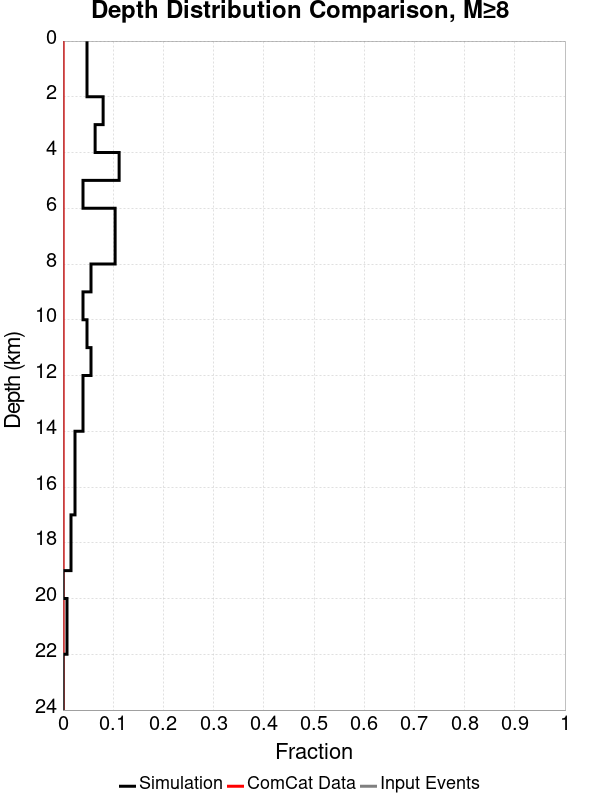 Depth Distribution Comparison, M≥8
0
2
4
6
8
10
12
14
16
18
20
22
24
Depth (km)
0 0.1 0.2 0.3 0.4 0.5 0.6 0.7 0.8 0.9 1
Fraction
Simulation ComCat Data Input Events